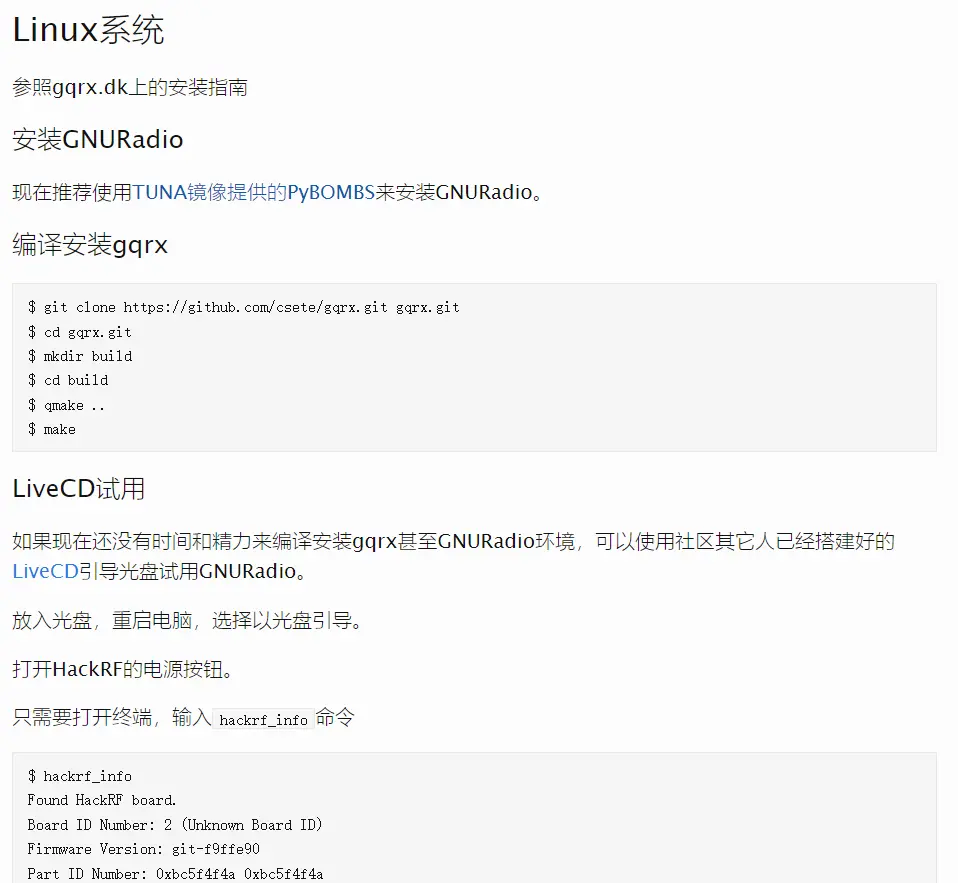 Linux系统
参照gqrx.dk上的安装指南
安装GNURadio
现在推荐使用TUNA镜像提供的PyBOMBS来安装GNURadio。
编译安装gqrx
$ git clone https://github.com/csete/gqrx.git gqrx.git
$ cd gqrx.git
$ mkdir build
$ cd build
$ qmake ..
$ make
LiveCD试用
如果现在还没有时间和精力来编译安装gqrx甚至GNURadio环境，可以使用社区其它人已经搭建好的
LiveCD引导光盘试用GNURadio。
放入光盘，重启电脑，选择以光盘引导。
打开HackRF的电源按钮。
只需要打开终端，输入hackrf_info命令
$ hackrf_info
Found HackRF board.
Board ID Number: 2 (Unknown Board ID)
Firmware Version: git-f9ffe90
Part ID Number: 0xbc5f4f4a 0xbc5f4f4a